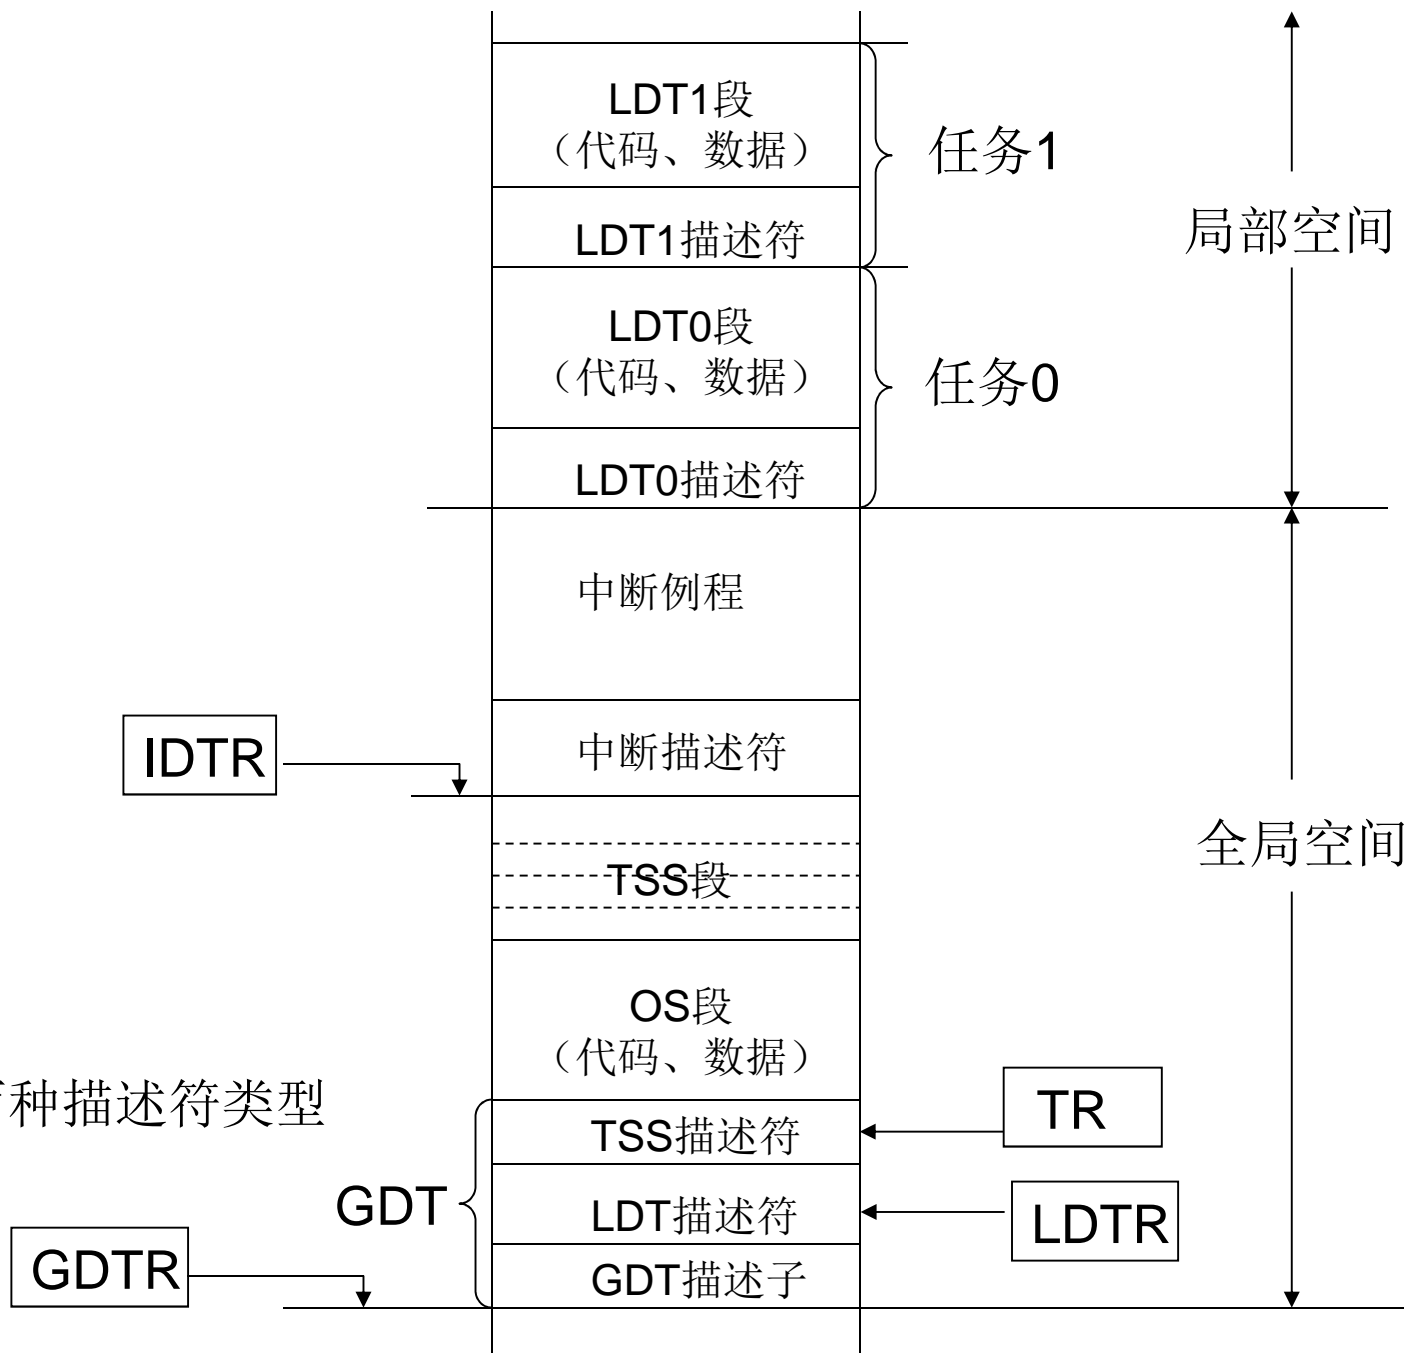 LDT1段
（代码、数据）
任务1
LDT1描述符
局部空间
LDT0段
（代码、数据）
任务0
LDT0描述符
中断例程
IDTR
中断描述符
全局空间
TSS段
OS段
（代码、数据）
种描述符类型
TSS描述符
TR
GDT
LDT描述符
LDTR
GDTR
GDT描述子